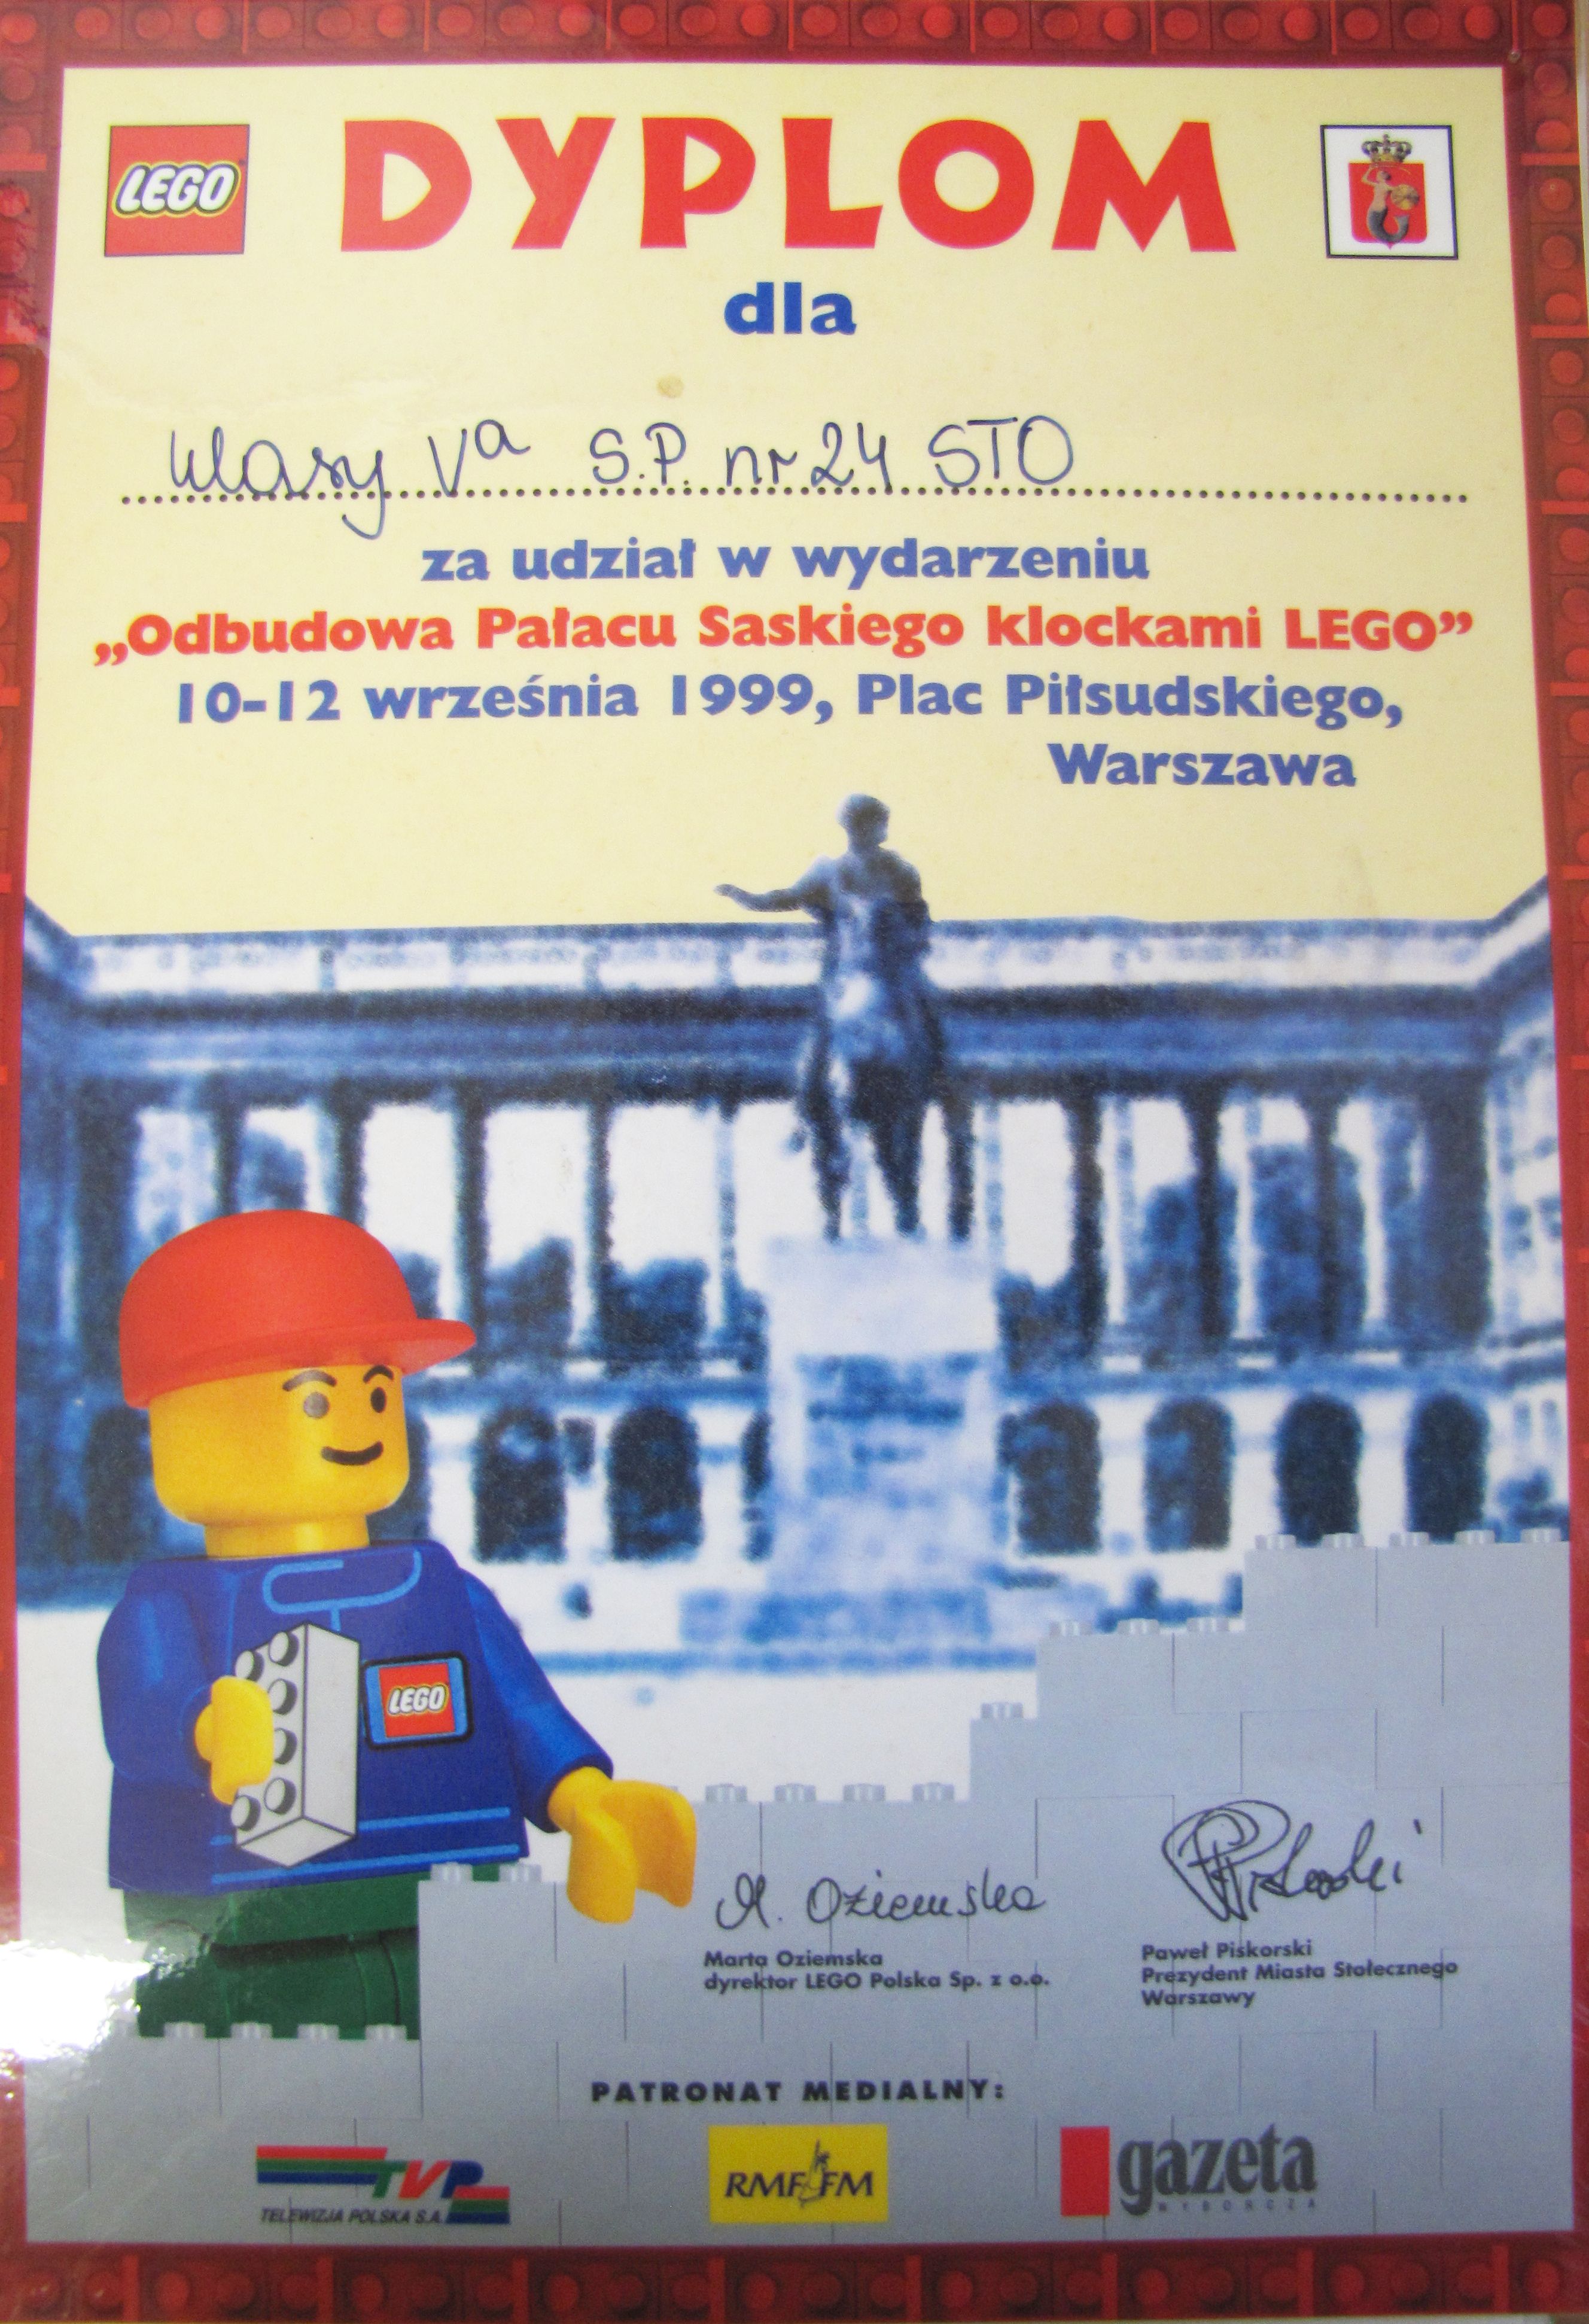 LEGO
DYPLOM
dla
klasy Va S.P. nr 24 STO
za udział w wydarzeniu
„Odbudowa Pałacu Saskiego klockami LEGO”
10-12 września 1999, Plac Piłsudskiego,
Warszawa
LEGO
M. Oziemska
Marta Oziemska
dyrektor LEGO Polska Sp. z o.o.
Piskorski
Paweł Piskorski
Prezydent Miasta Stołecznego
Warszawy
PATRONAT MEDIALNY:
TVP
TELEWIZJA POLSKA S.A.
RMF FM
gazeta
WYBORCZA